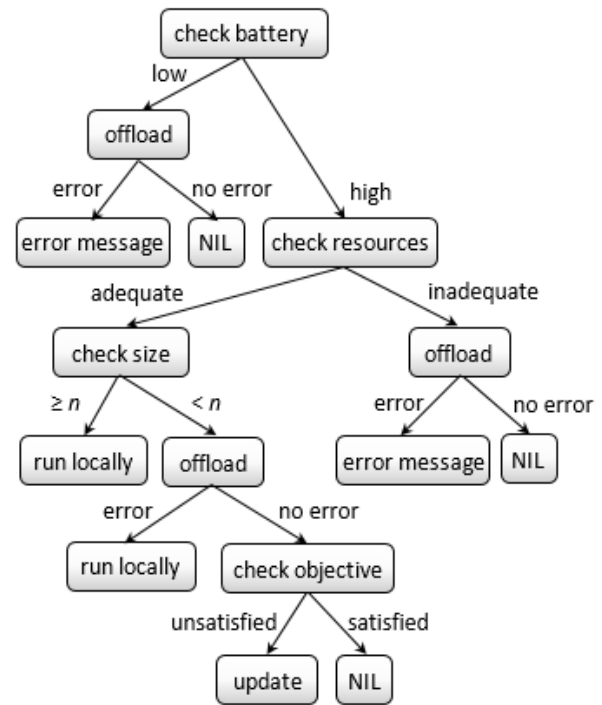 check battery
low
offload
error
no error
high
error message
NIL
check resources
adequate
inadequate
check size
offload
≥ n
< n
error
no error
run locally
offload
error message
NIL
error
no error
run locally
check objective
unsatisfied
satisfied
update
NIL